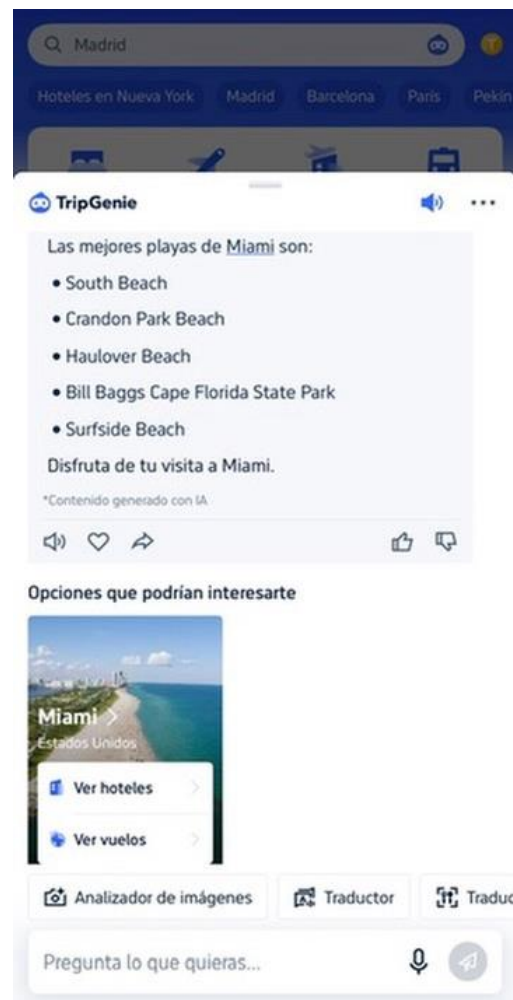 Madrid
Hoteles en Nueva York Madrid Barcelona París Pekín
TripGenie
Las mejores playas de Miami son:
• South Beach
• Crandon Park Beach
• Haulover Beach
• Bill Baggs Cape Florida State Park
• Surfside Beach
Disfruta de tu visita a Miami.
*Contenido generado con IA
Opciones que podrían interesarte
Miami >
Estados Unidos
Ver hoteles
Ver vuelos
Analizador de imágenes Traductor Traduc
Pregunta lo que quieras...